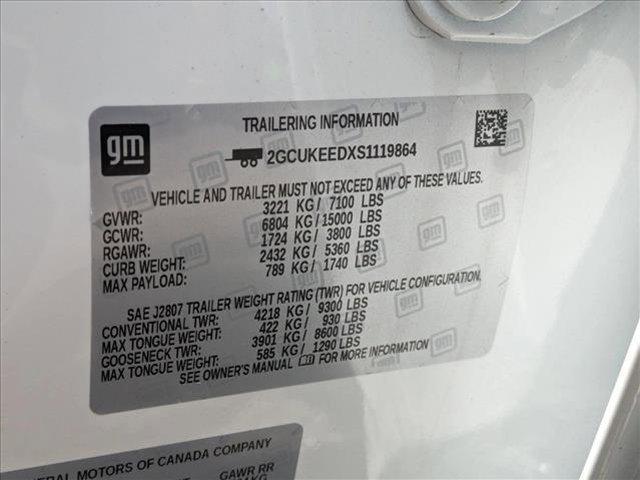 gm
TRAILERING INFORMATION
2GCUKEEDXS1119864
VEHICLE AND TRAILER MUST NOT EXCEED ANY OF THESE VALUES.
GVWR: 3221 KG/ 7100 LBS
GCWR: 6804 KG/15000 LBS
RGAWR: 1724 KG/ 3800 LBS
CURB WEIGHT: 2432 KG/ 5360 LBS
MAX PAYLOAD: 789 KG/ 1740 LBS
SAE J2807 TRAILER WEIGHT RATING (TWR) FOR VEHICLE CONFIGURATION.
CONVENTIONAL TWR: 4218 KG/ 9300 LBS
MAX TONGUE WEIGHT: 422 KG/ 930 LBS
GOOSENECK TWR: 3901 KG/ 8600 LBS
MAX TONGUE WEIGHT: 585 KG/ 1290 LBS
SEE OWNER'S MANUAL FOR MORE INFORMATION
MOTORS OF CANADA COMPANY
GAWR RR